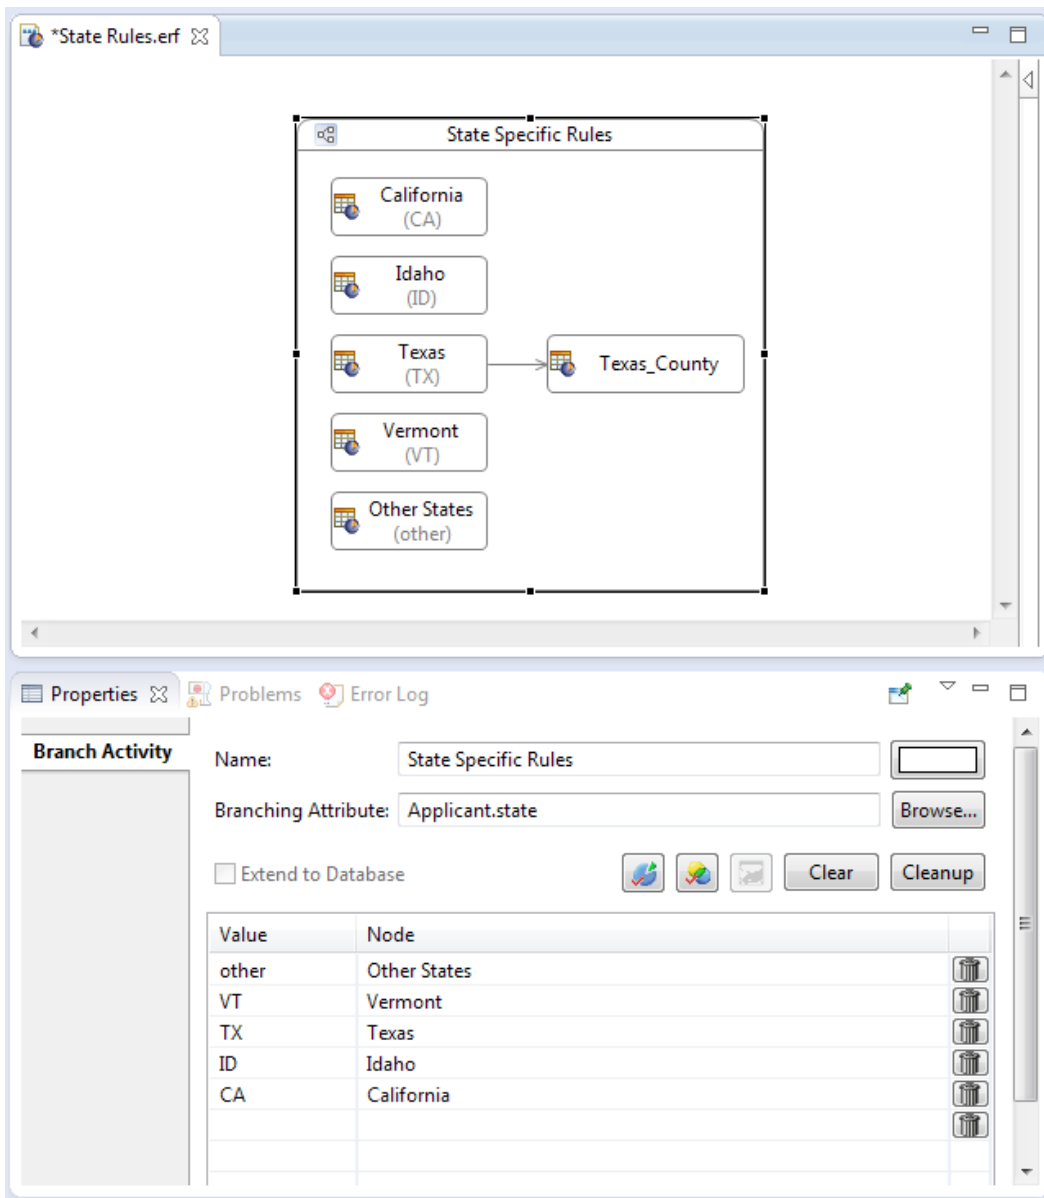 *State Rules.erf
State Specific Rules
California
(CA)
Idaho
(ID)
Texas
(TX)
Texas_County
Vermont
(VT)
Other States
(other)
Properties Problems Error Log
Branch Activity
Name: State Specific Rules
Branching Attribute: Applicant.state Browse...
Extend to Database Clear Cleanup
Value Node
other Other States
VT Vermont
TX Texas
ID Idaho
CA California